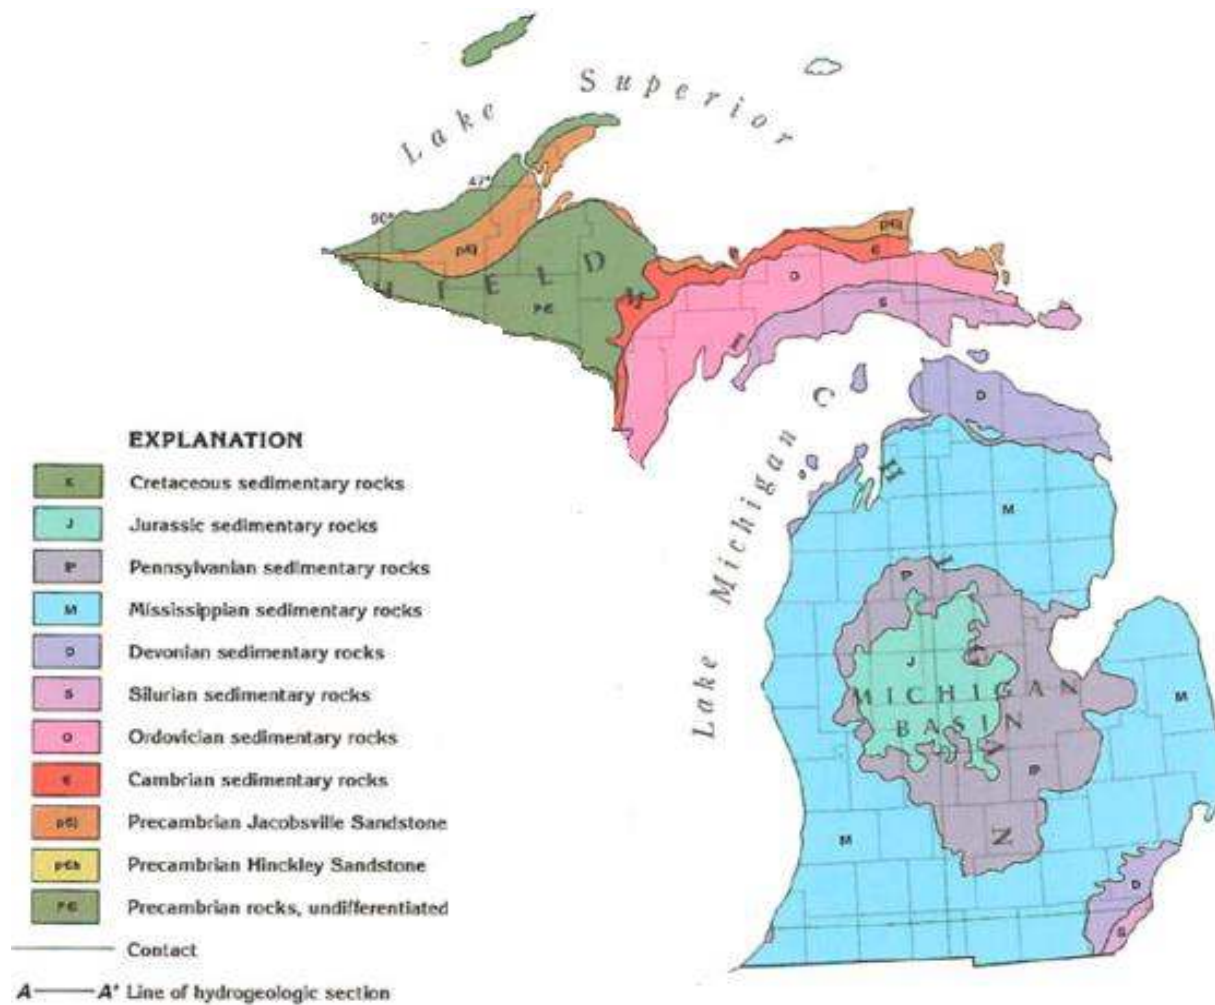 Lake Superior
47°
90°
p€j
p€j
€
O
S
I E L D
P€
Lake Michigan
C
D
H
M
P
J
MICHIGAN
BASIN
M
P
M
Z
D
S
EXPLANATION
K Cretaceous sedimentary rocks
J Jurassic sedimentary rocks
P Pennsylvanian sedimentary rocks
M Mississippian sedimentary rocks
D Devonian sedimentary rocks
S Silurian sedimentary rocks
O Ordovician sedimentary rocks
€ Cambrian sedimentary rocks
p€j Precambrian Jacobsville Sandstone
p€h Precambrian Hinckley Sandstone
P€ Precambrian rocks, undifferentiated
Contact
A A' Line of hydrogeologic section